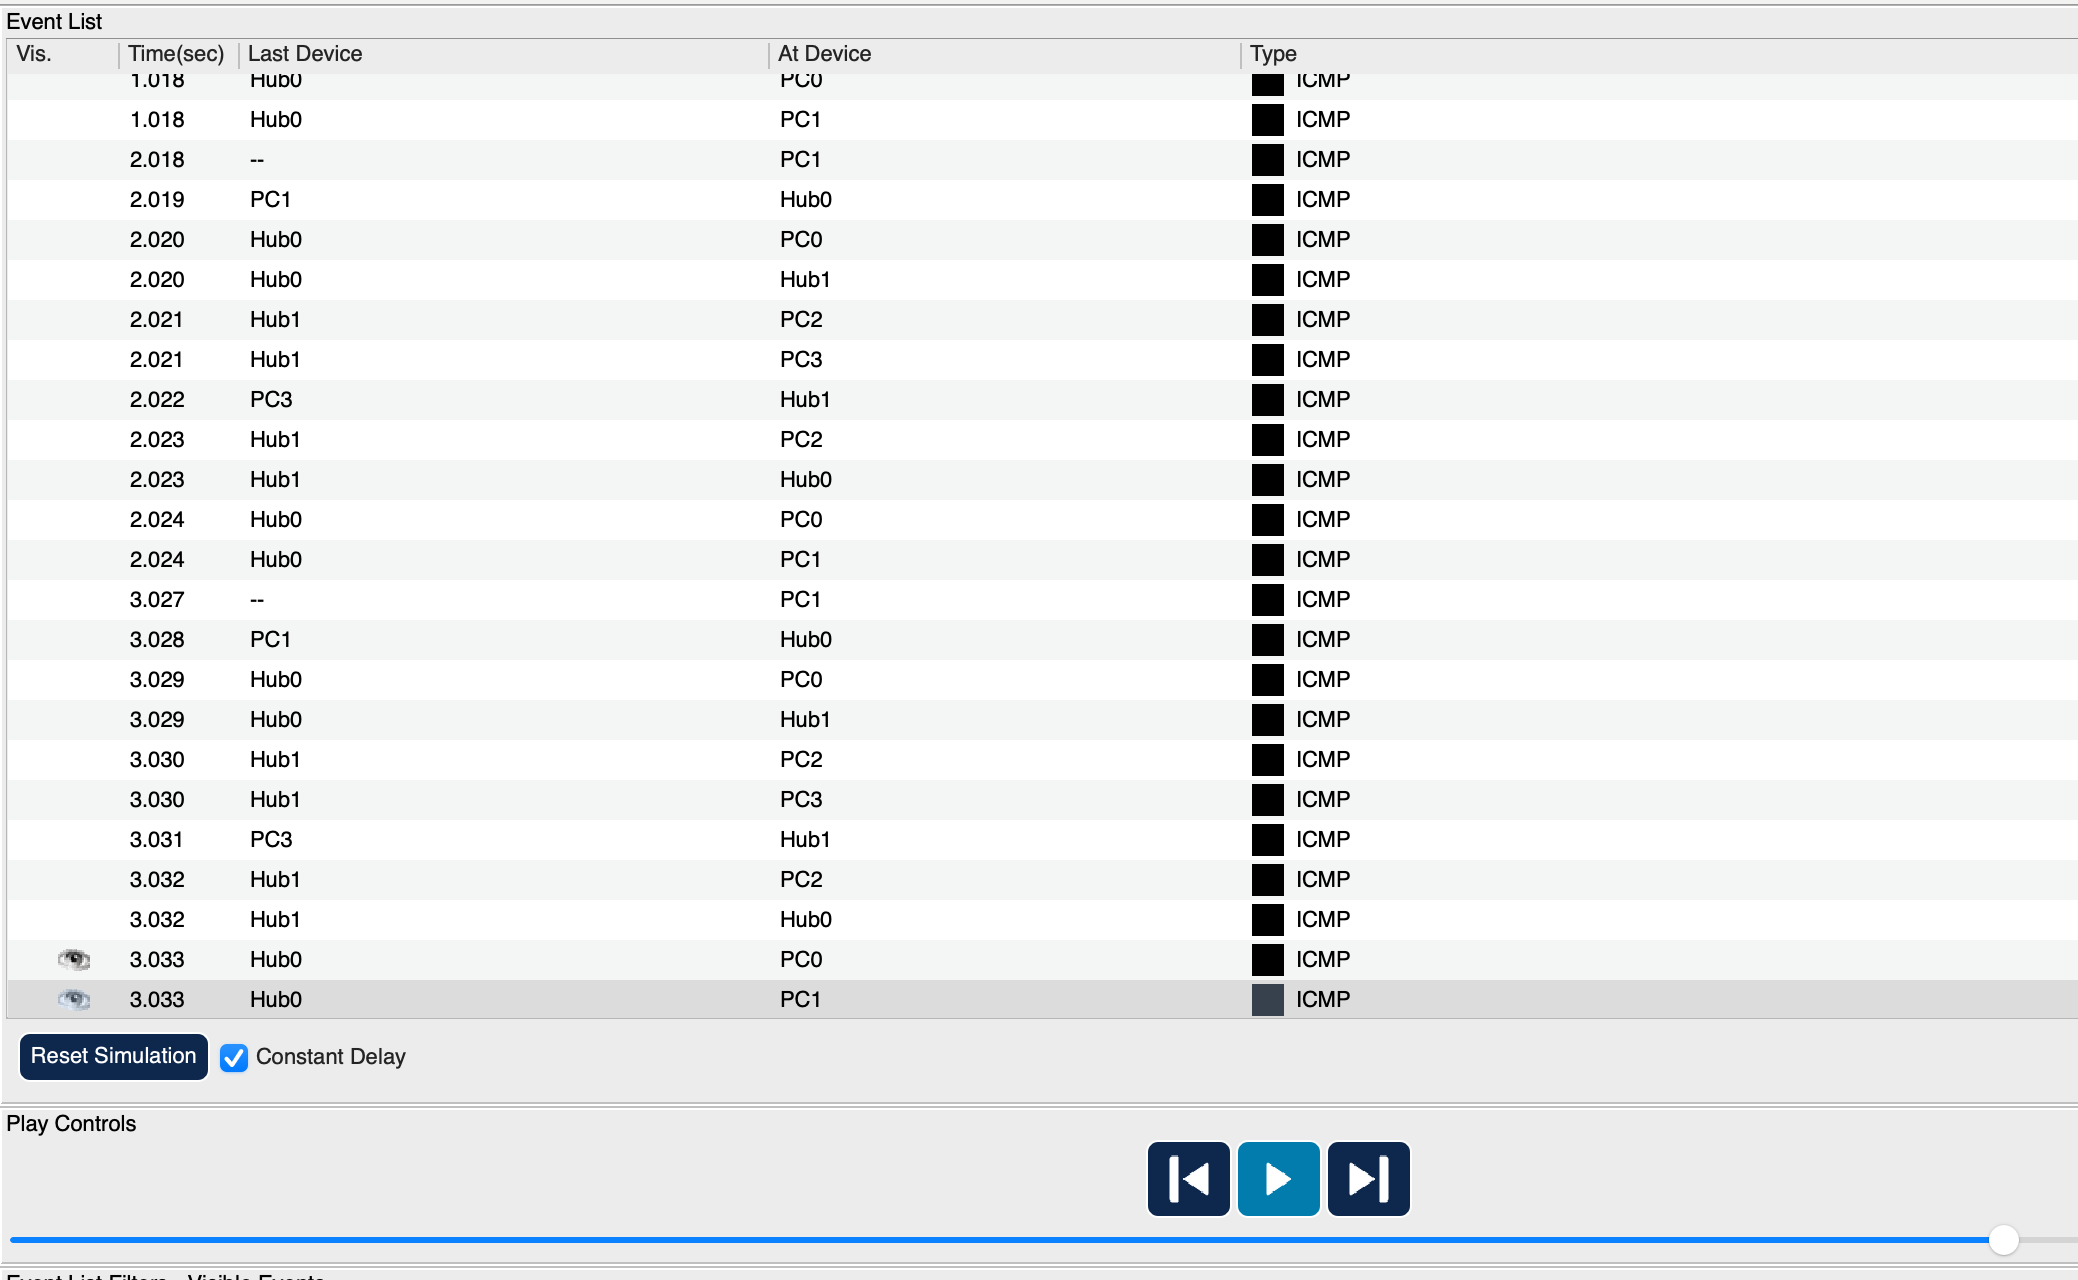 Event List
Vis. Time(sec) Last Device At Device Type
1.018 Hub0 PC0 ICMP
1.018 Hub0 PC1 ICMP
2.018 -- PC1 ICMP
2.019 PC1 Hub0 ICMP
2.020 Hub0 PC0 ICMP
2.020 Hub0 Hub1 ICMP
2.021 Hub1 PC2 ICMP
2.021 Hub1 PC3 ICMP
2.022 PC3 Hub1 ICMP
2.023 Hub1 PC2 ICMP
2.023 Hub1 Hub0 ICMP
2.024 Hub0 PC0 ICMP
2.024 Hub0 PC1 ICMP
3.027 -- PC1 ICMP
3.028 PC1 Hub0 ICMP
3.029 Hub0 PC0 ICMP
3.029 Hub0 Hub1 ICMP
3.030 Hub1 PC2 ICMP
3.030 Hub1 PC3 ICMP
3.031 PC3 Hub1 ICMP
3.032 Hub1 PC2 ICMP
3.032 Hub1 Hub0 ICMP
3.033 Hub0 PC0 ICMP
3.033 Hub0 PC1 ICMP
Reset Simulation Constant Delay
Play Controls
Event List Filters - Visible Events